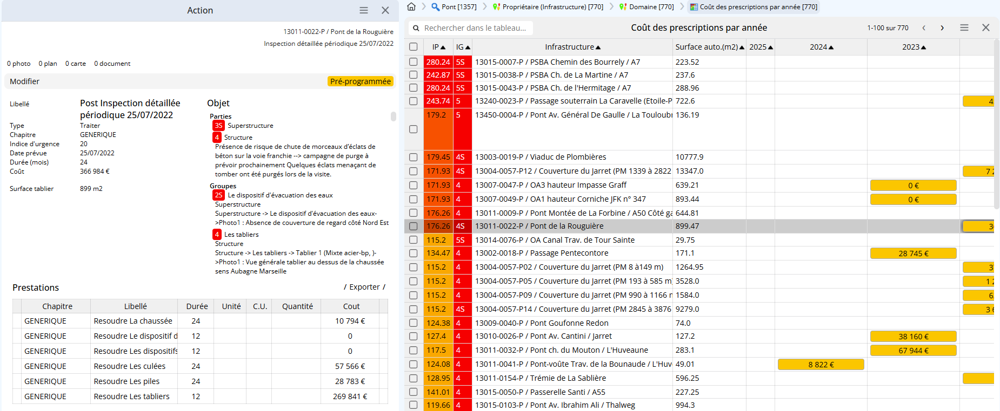 Action
13011-0022-P / Pont de la Rouguière
Inspection détaillée périodique 25/07/2022
0 photo 0 plan 0 carte 0 document
Modifier Pré-programmée
Libellé Post Inspection détaillée
périodique 25/07/2022
Type Traiter
Chapitre GENERIQUE
Indice d'urgence 20
Date prévue 25/07/2022
Durée (mois) 24
Coût 366 984 €
Surface tablier 899 m2
Objet
Parties
3S Superstructure
4 Structure
Présence de risque de chute de morceaux d'éclats de
béton sur la voie franchie --> campagne de purge à
prévoir prochainement Quelques éclats menaçant de
tomber ont été purgés lors de la visite.
Groupes
2S Le dispositif d'évacuation des eaux
Superstructure
Superstructure -> Le dispositif d'évacuation des eaux-
>Photo1 : Absence de couverture de regard côté Nord Est
4 Les tabliers
Structure
Structure -> Les tabliers -> Tablier 1 (Mixte acier-bp, )-
>Photo1 : Vue générale tablier au dessus de la chaussée
sens Aubagne Marseille
Prestations / Exporter /
Chapitre Libellé Durée Unité C.U. Quantité Cout
GENERIQUE Resoudre La chaussée 24 10 794 €
GENERIQUE Resoudre Le dispositif d 12 0
GENERIQUE Resoudre Les dispositifs 12 0
GENERIQUE Resoudre Les culées 24 57 566 €
GENERIQUE Resoudre Les piles 24 28 783 €
GENERIQUE Resoudre Les tabliers 12 269 841 €
Pont [1357] Propriétaire (Infrastructure) [770] Domaine [770] Coût des prescriptions par année [770]
Rechercher dans le tableau... Coût des prescriptions par année 1-100 sur 770
IP IG Infrastructure Surface auto.(m2) 2025 2024 2023
280.24 5S 13015-0007-P / PSBA Chemin des Bourrely / A7 223.52
242.87 5S 13015-0038-P / PSBA Ch. de La Martine / A7 237.6
280.24 5S 13015-0043-P / PSBA Ch. de l'Hermitage / A7 288.96
243.74 5 13240-0023-P / Passage souterrain La Caravelle (Etoile-P 722.6 4
179.2 5 13450-0004-P / Pont Av. Général De Gaulle / La Touloub 136.19
179.45 4S 13003-0019-P / Viaduc de Plombières 10777.9
171.93 4S 13004-0057-P12 / Couverture du Jarret (PM 1339 à 2822 13347.0 7 2
171.93 4 13007-0047-P / OA3 hauteur Impasse Graff 639.21 0 €
171.93 4 13007-0049-P / OA1 hauteur Corniche JFK n° 347 893.44 0 €
176.26 4 13011-0009-P / Pont Montée de La Forbine / A50 Côté ga 644.81
176.26 4S 13011-0022-P / Pont de la Rouguière 899.47 3
115.2 5S 13014-0076-P / OA Canal Trav. de Tour Sainte 29.75
134.47 4 13002-0018-P / Passage Pentecontore 171.1 28 745 €
115.2 4 13004-0057-P02 / Couverture du Jarret (PM 8 à149 m) 1264.95 3
115.2 4 13004-0057-P05 / Couverture du Jarret (PM 193 à 585 m 3528.0 1 2
115.2 4 13004-0057-P09 / Couverture du Jarret (PM 990 à 1166 m 1584.0 6
115.2 4S 13004-0057-P14 / Couverture du Jarret (PM 2845 à 3876 9279.0 3 6
124.38 4 13009-0040-P / Pont Goufonne Redon 74.0
127.4 4 13010-0026-P / Pont Av. Cantini / Jarret 127.2 38 160 €
117.5 4 13011-0032-P / Pont ch. du Mouton / L'Huveaune 283.1 67 944 €
124.08 4 13011-0041-P / Pont-voûte Trav. de la Bounaude / L'Huv 49.01 8 822 €
128.95 4 13011-0154-P / Trémie de La Sablière 596.25
141.01 4 13015-0050-P / Passerelle Santi / A55 227.25
119.66 4 13015-0103-P / Pont Av. Ibrahim Ali / Thalweg 994.3